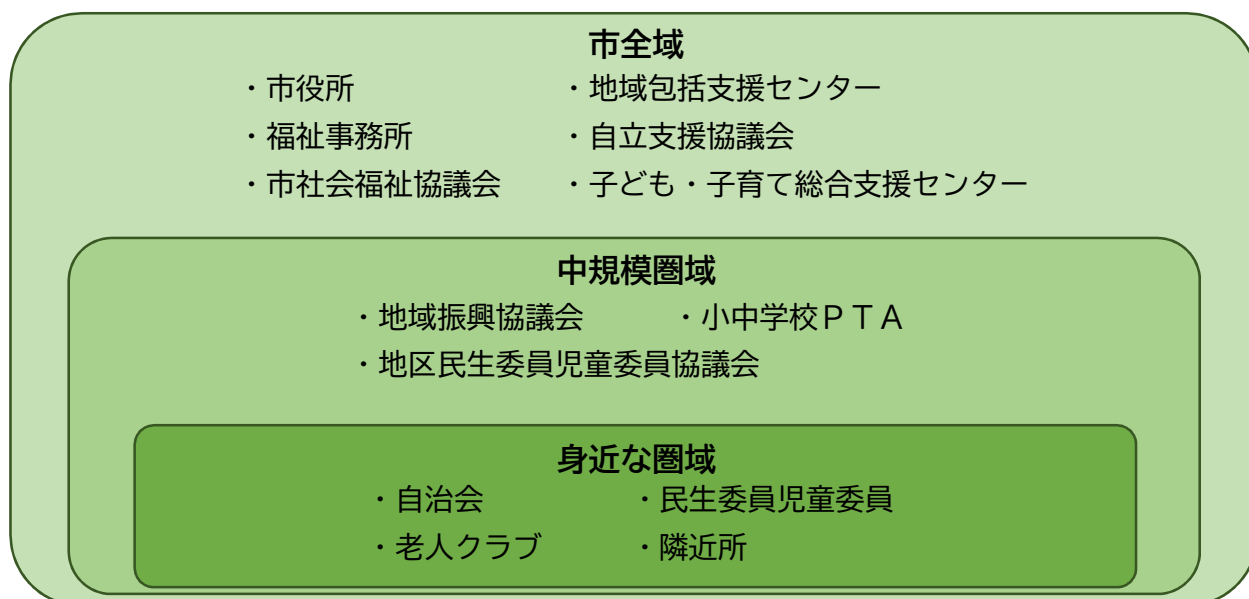 市全域
・市役所　・地域包括支援センター
・福祉事務所　・自立支援協議会
・市社会福祉協議会　・子ども・子育て総合支援センター
中規模圏域
・地域振興協議会　・小中学校ＰＴＡ
・地区民生委員児童委員協議会
身近な圏域
・自治会　・民生委員児童委員
・老人クラブ　・隣近所